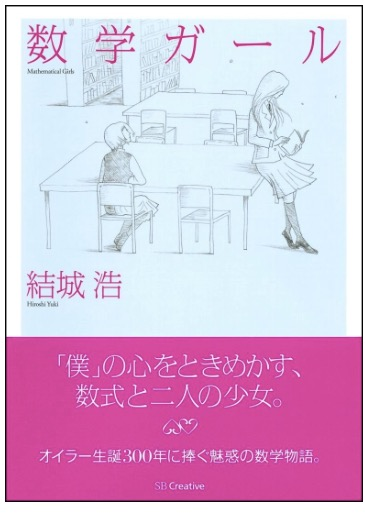 数学ガール
Mathematical Girls
結城 浩
Hiroshi Yuki
「僕」の心をときめかす、
数式と二人の少女。
オイラー生誕300年に捧ぐ魅惑の数学物語。
SB Creative